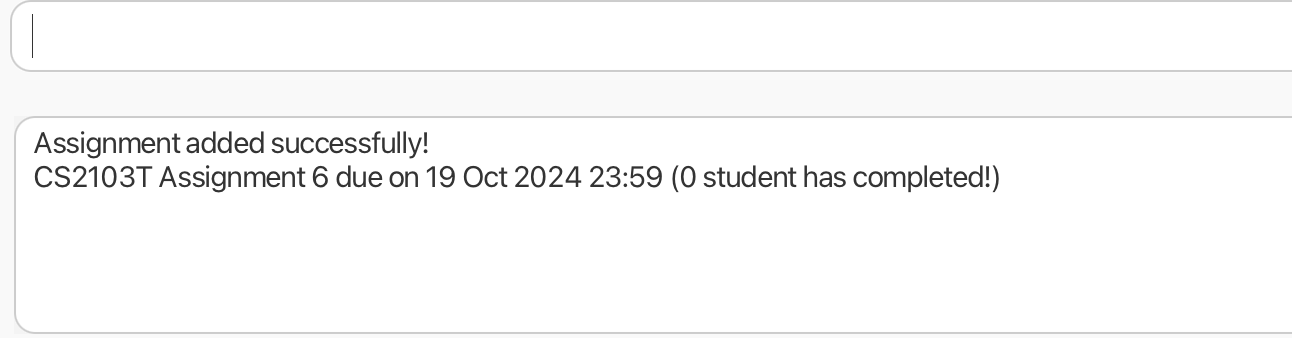 Assignment added successfully!
CS2103T Assignment 6 due on 19 Oct 2024 23:59 (0 student has completed!)